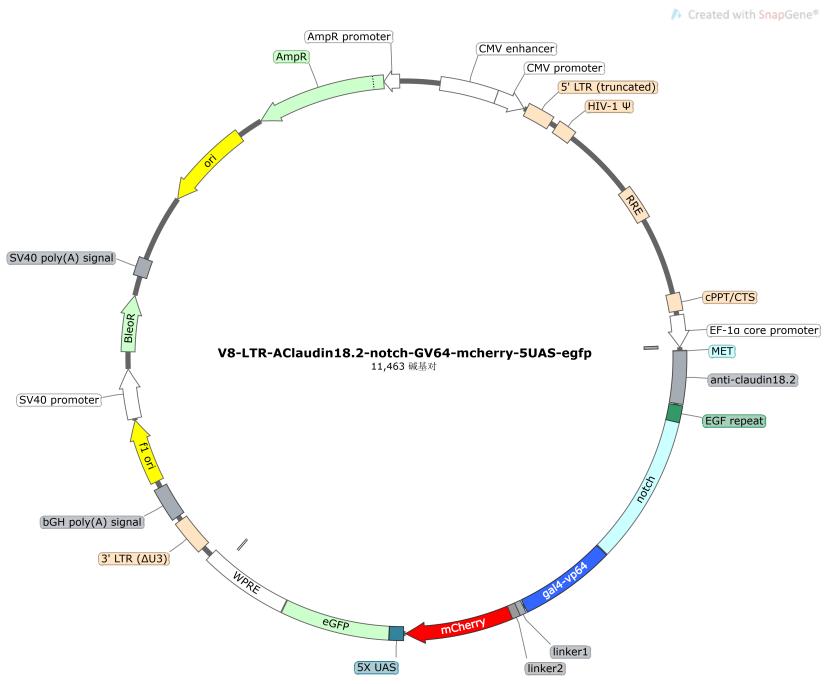 Created with SnapGene®
AmpR promoter
CMV enhancer
AmpR
CMV promoter
5' LTR (truncated)
HIV-1 Ψ
ori
RRE
SV40 poly(A) signal
cPPT/CTS
BleoR
EF-1α core promoter
V8-LTR-AClaudin18.2-notch-GV64-mcherry-5UAS-egfp
MET
11,463 碱基对
anti-claudin18.2
SV40 promoter
EGF repeat
f1 ori
notch
bGH poly(A) signal
3' LTR (ΔU3)
WPRE
gal4-vp64
eGFP
mCherry
linker1
5X UAS
linker2